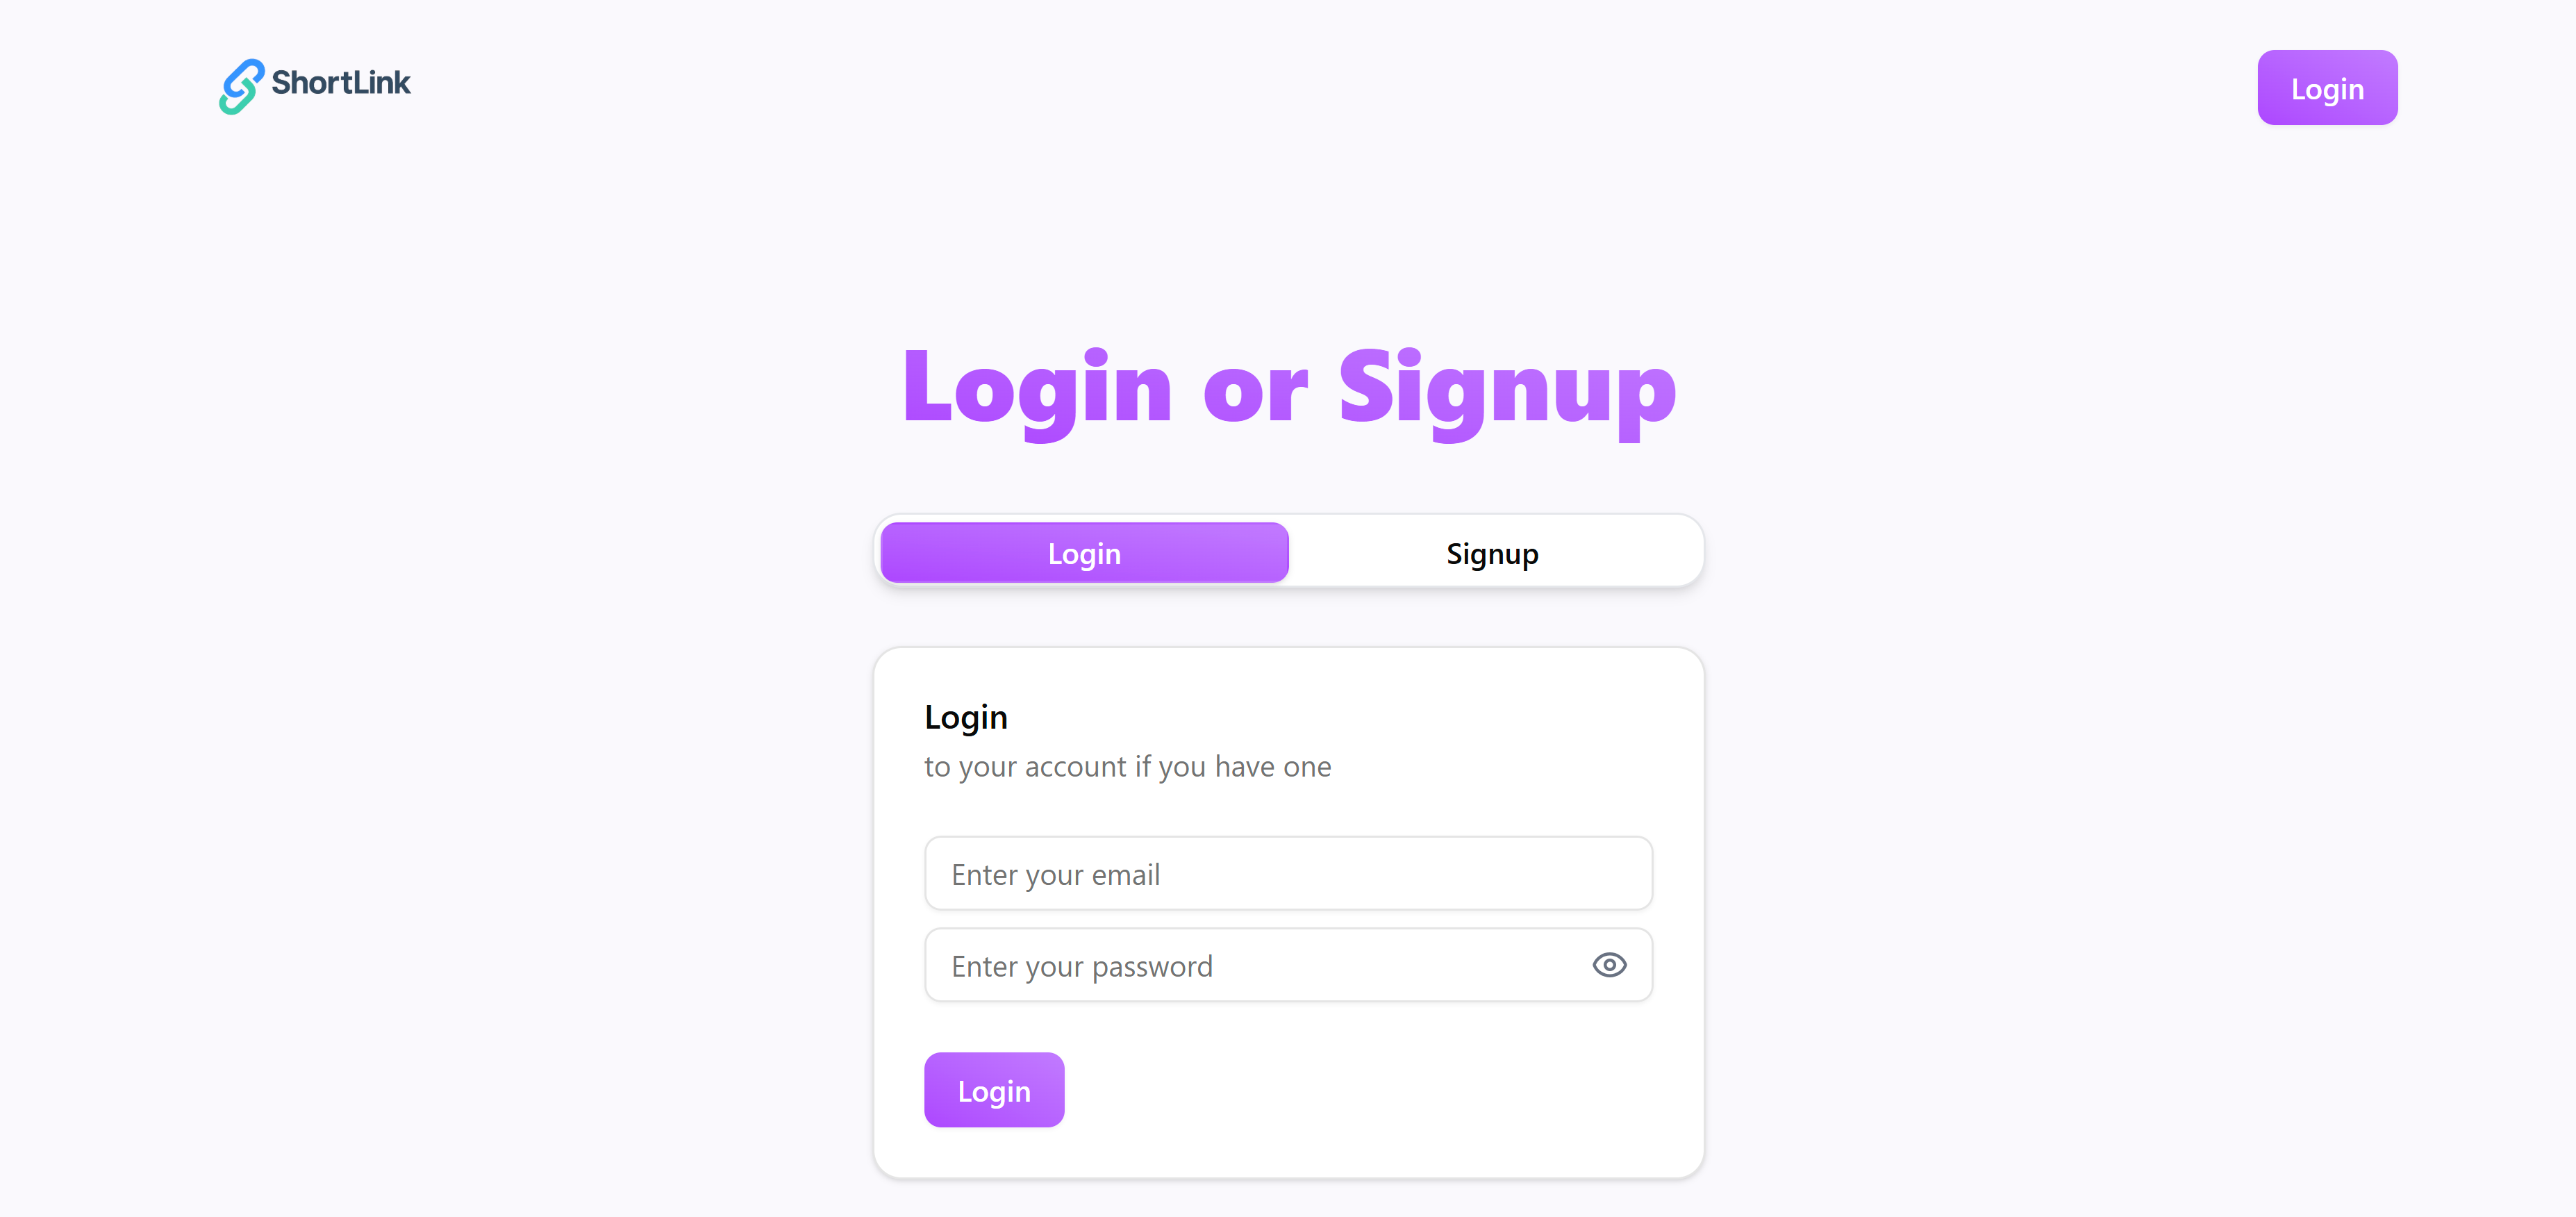 ShortLink
Login
Login or Signup
Login
Signup
Login
to your account if you have one
Enter your email
Enter your password
Login